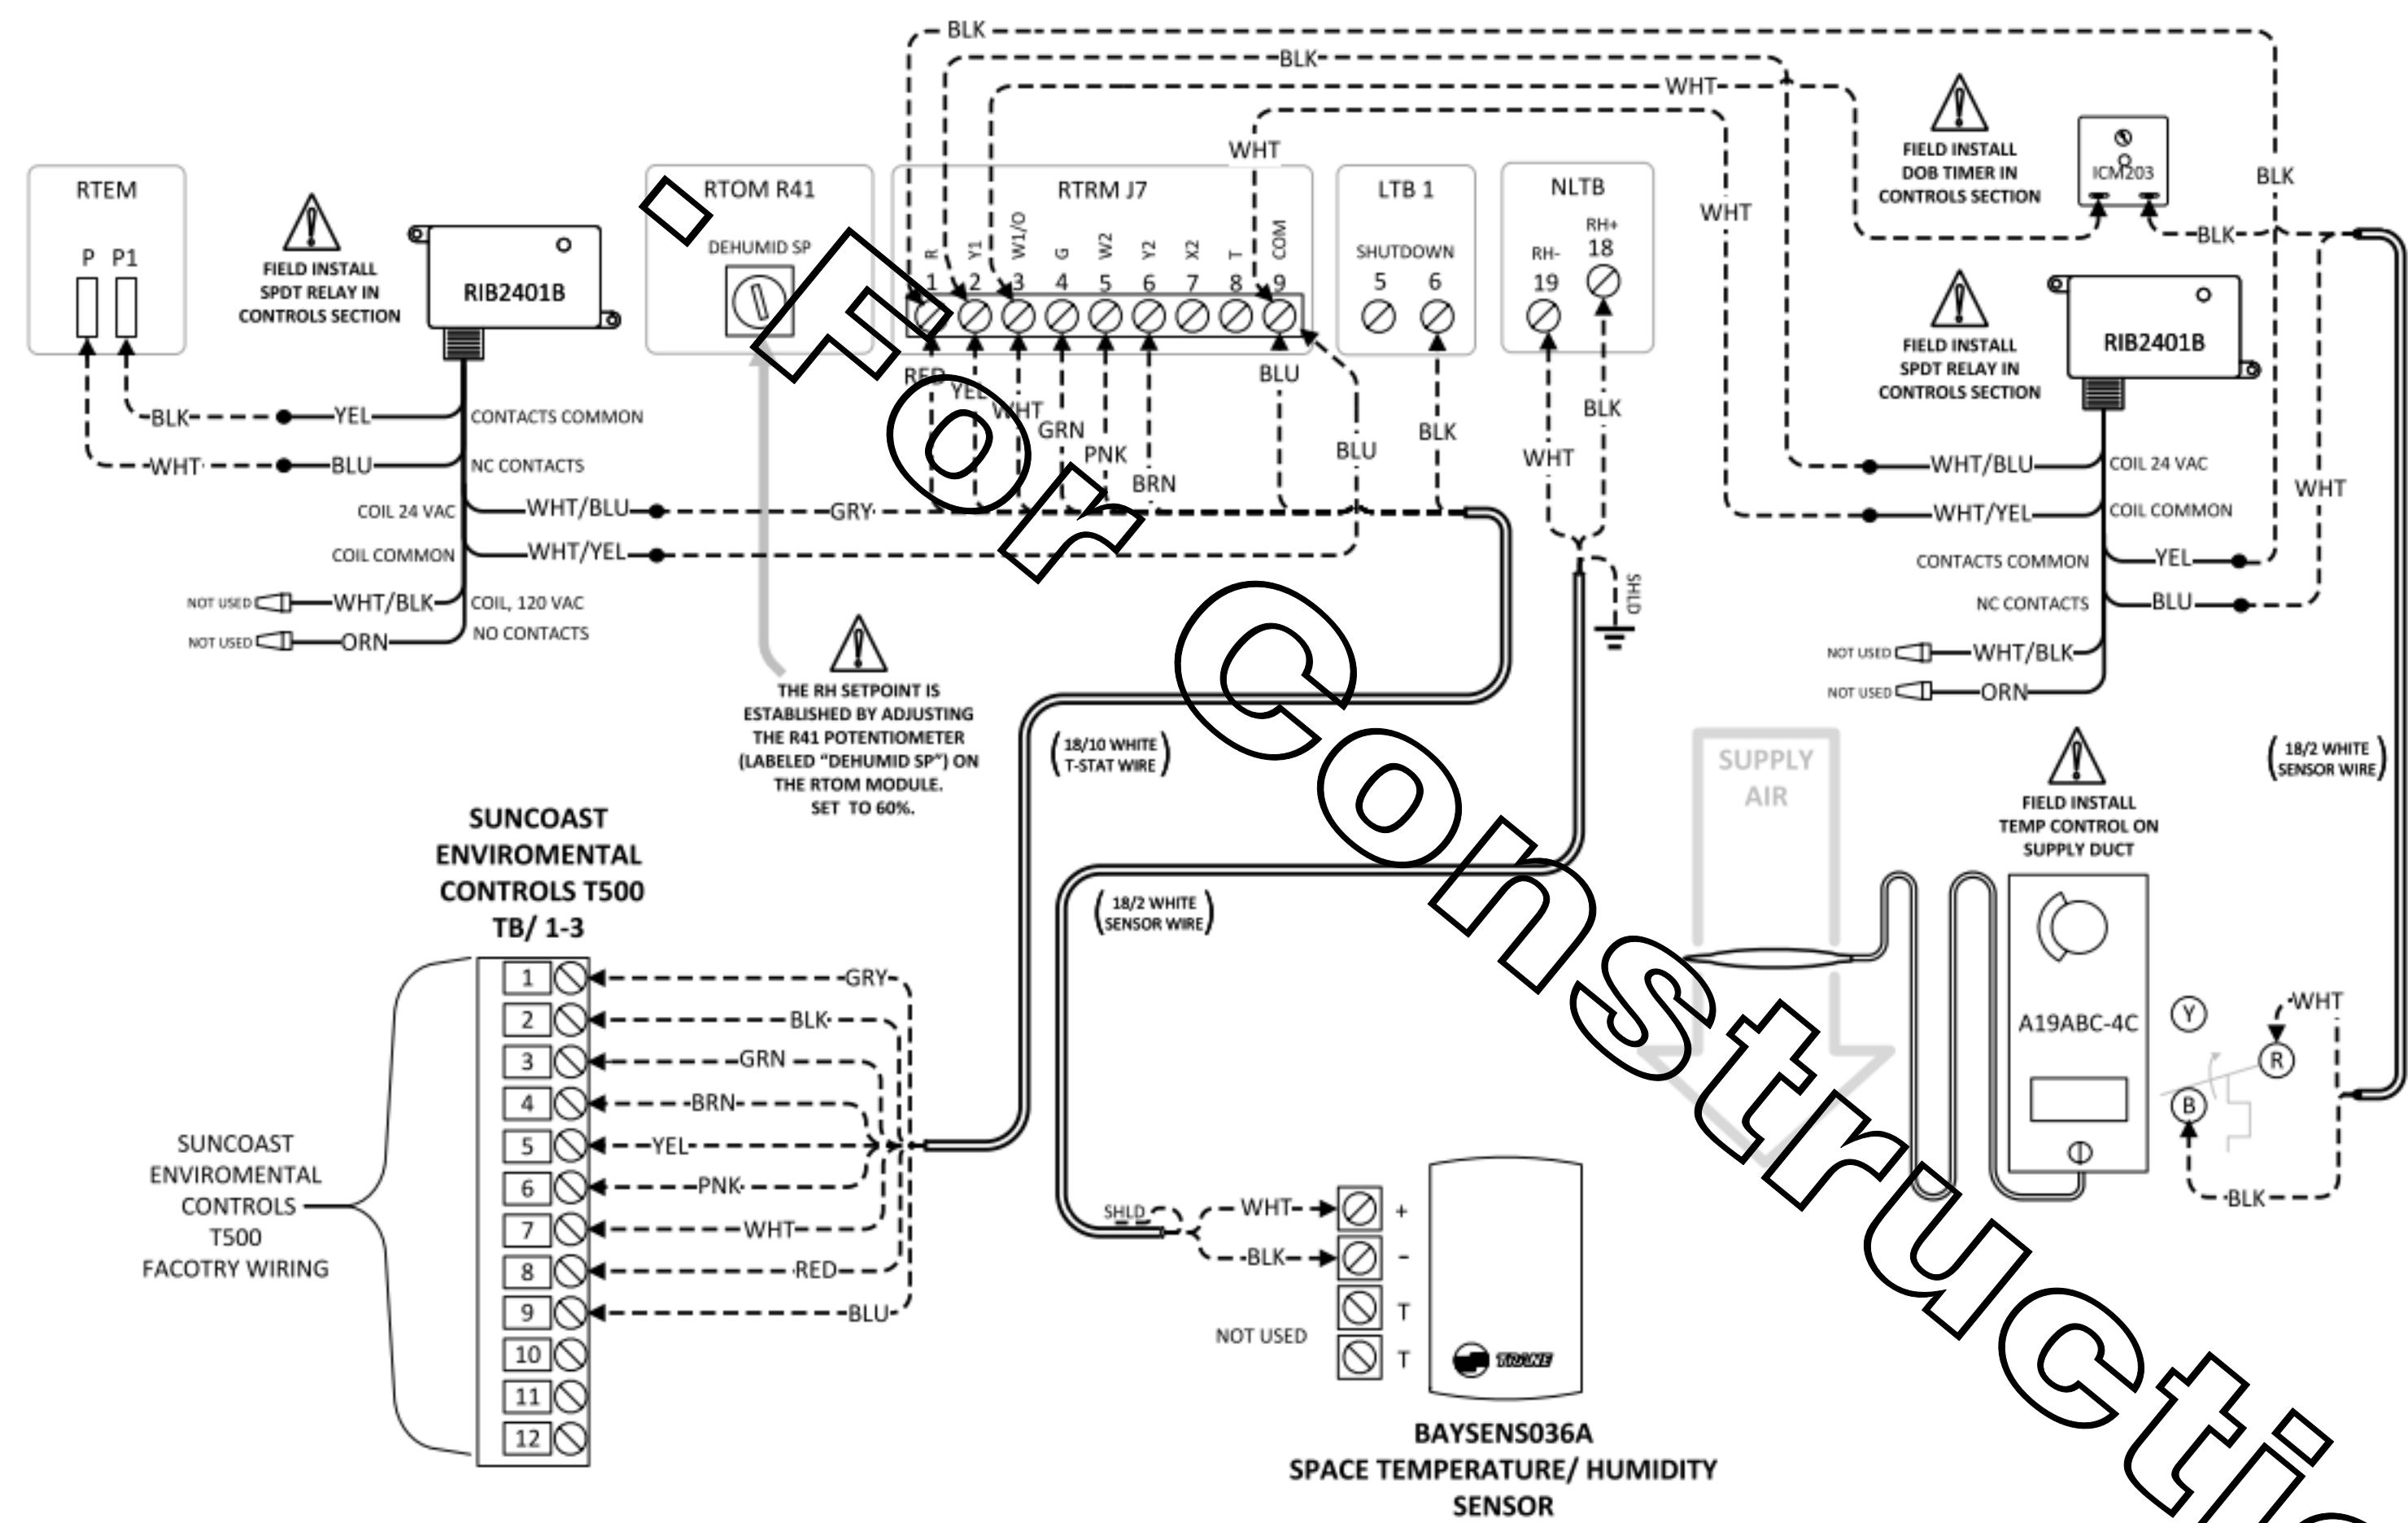 BLK
BLK
WHT
WHT
WHT
BLK
RTEM
P P1
FIELD INSTALL
SPDT RELAY IN
CONTROLS SECTION
RIB2401B
BLK
YEL
CONTACTS COMMON
WHT
BLU
NC CONTACTS
COIL 24 VAC
WHT/BLU
GRY
COIL COMMON
WHT/YEL
NOT USED
WHT/BLK
COIL, 120 VAC
NOT USED
ORN
NO CONTACTS
RTOM R41
DEHUMID SP
RTRM J7
R Y1 W1/O G W2 Y2 X2 T COM
1 2 3 4 5 6 7 8 9
RED
YEL
WHT
GRN
PNK
BRN
BLU
BLU
LTB 1
SHUTDOWN
5 6
BLK
NLTB
RH+
18
RH-
19
WHT
BLK
SHLD
FIELD INSTALL
DOB TIMER IN
CONTROLS SECTION
ICM203
BLK
FIELD INSTALL
SPDT RELAY IN
CONTROLS SECTION
RIB2401B
WHT/BLU
COIL 24 VAC
WHT
WHT/YEL
COIL COMMON
CONTACTS COMMON
YEL
NC CONTACTS
BLU
NOT USED
WHT/BLK
NOT USED
ORN
THE RH SETPOINT IS
ESTABLISHED BY ADJUSTING
THE R41 POTENTIOMETER
(LABELED “DEHUMID SP”) ON
THE RTOM MODULE.
SET TO 60%.
(18/10 WHITE
T-STAT WIRE)
(18/2 WHITE
SENSOR WIRE)
SUPPLY
AIR
FIELD INSTALL
TEMP CONTROL ON
SUPPLY DUCT
(18/2 WHITE
SENSOR WIRE)
A19ABC-4C
Y
R
B
WHT
BLK
SUNCOAST
ENVIROMENTAL
CONTROLS T500
TB/ 1-3
1 GRY
2 BLK
3 GRN
4 BRN
5 YEL
6 PNK
7 WHT
8 RED
9 BLU
10
11
12
SUNCOAST
ENVIROMENTAL
CONTROLS
T500
FACOTRY WIRING
SHLD
WHT
+
BLK
-
T
NOT USED
T
TRANE
BAYSENS036A
SPACE TEMPERATURE/ HUMIDITY
SENSOR
For Constructi